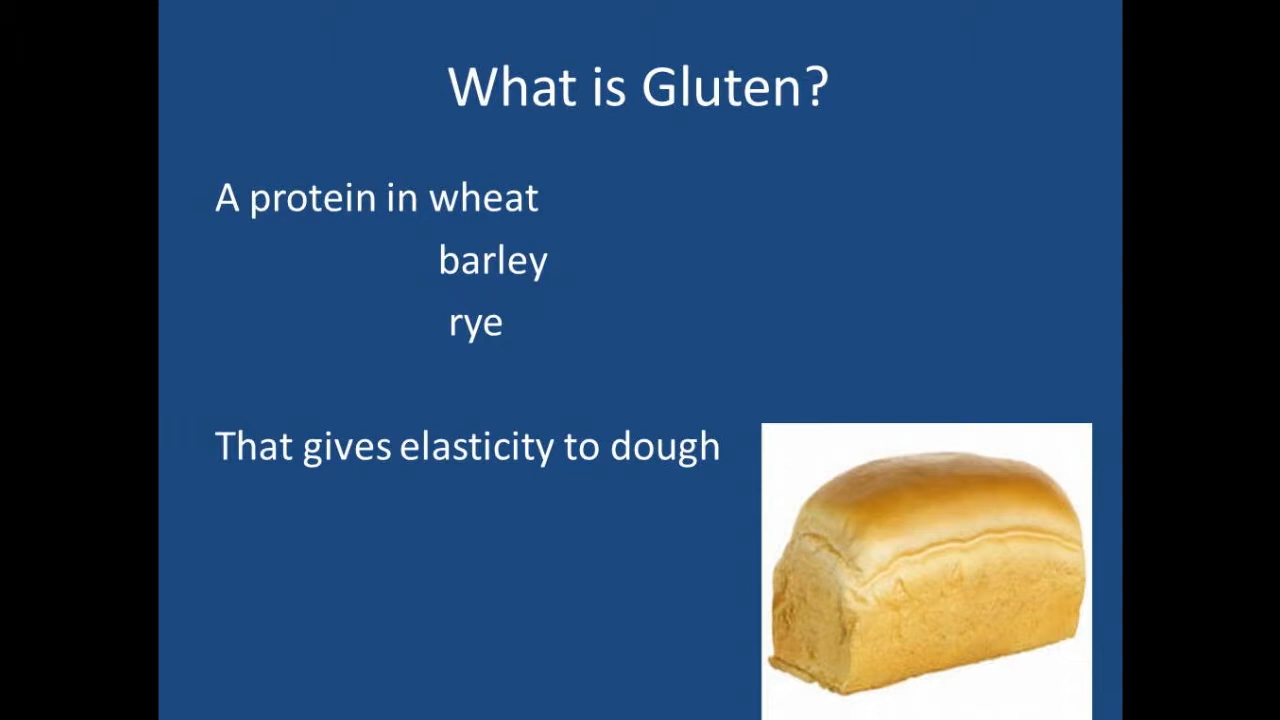 What is Gluten?
A protein in wheat
barley
rye
That gives elasticity to dough